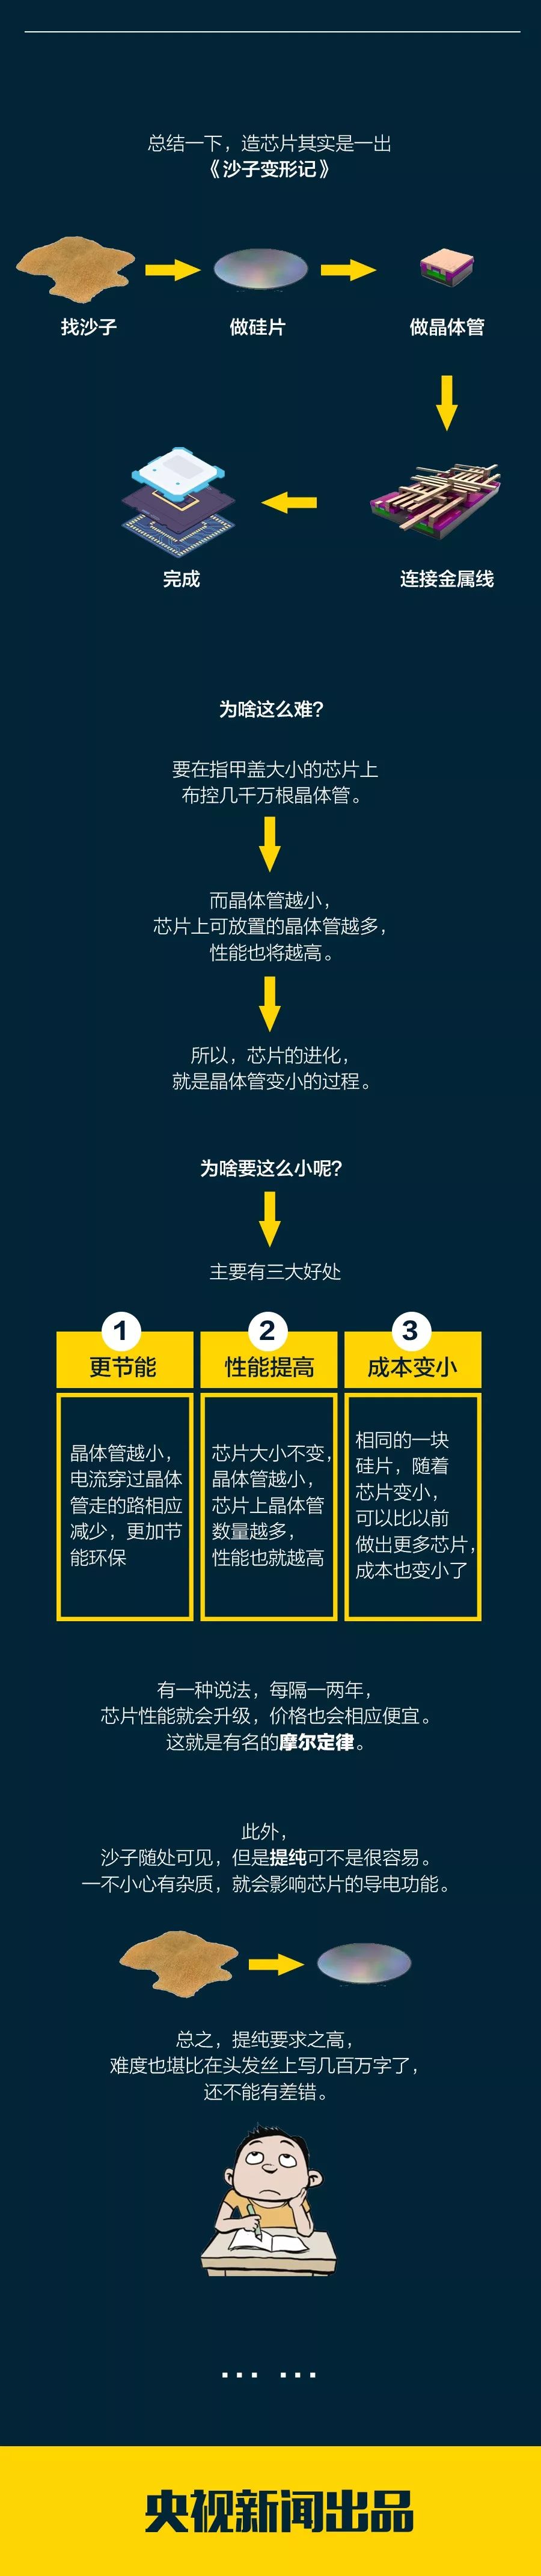 总结一下，造芯片其实是一出
《沙子变形记》
找沙子
做硅片
做晶体管
完成
连接金属线
为啥这么难？
要在指甲盖大小的芯片上
布控几千万根晶体管。
而晶体管越小，
芯片上可放置的晶体管越多，
性能也将越高。
所以，芯片的进化，
就是晶体管变小的过程。
为啥要这么小呢？
主要有三大好处
1
更节能
晶体管越小，
电流穿过晶体
管走的路相应
减少，更加节
能环保
2
性能提高
芯片大小不变，
晶体管越小，
芯片上晶体管
数量越多，
性能也就越高
3
成本变小
相同的一块
硅片，随着
芯片变小，
可以比以前
做出更多芯片，
成本也变小了
有一种说法，每隔一两年，
芯片性能就会升级，价格也会相应便宜。
这就是有名的摩尔定律。
此外，
沙子随处可见，但是提纯可不是很容易。
一不小心有杂质，就会影响芯片的导电功能。
总之，提纯要求之高，
难度也堪比在头发丝上写几百万字了，
还不能有差错。
... ...
央视新闻出品